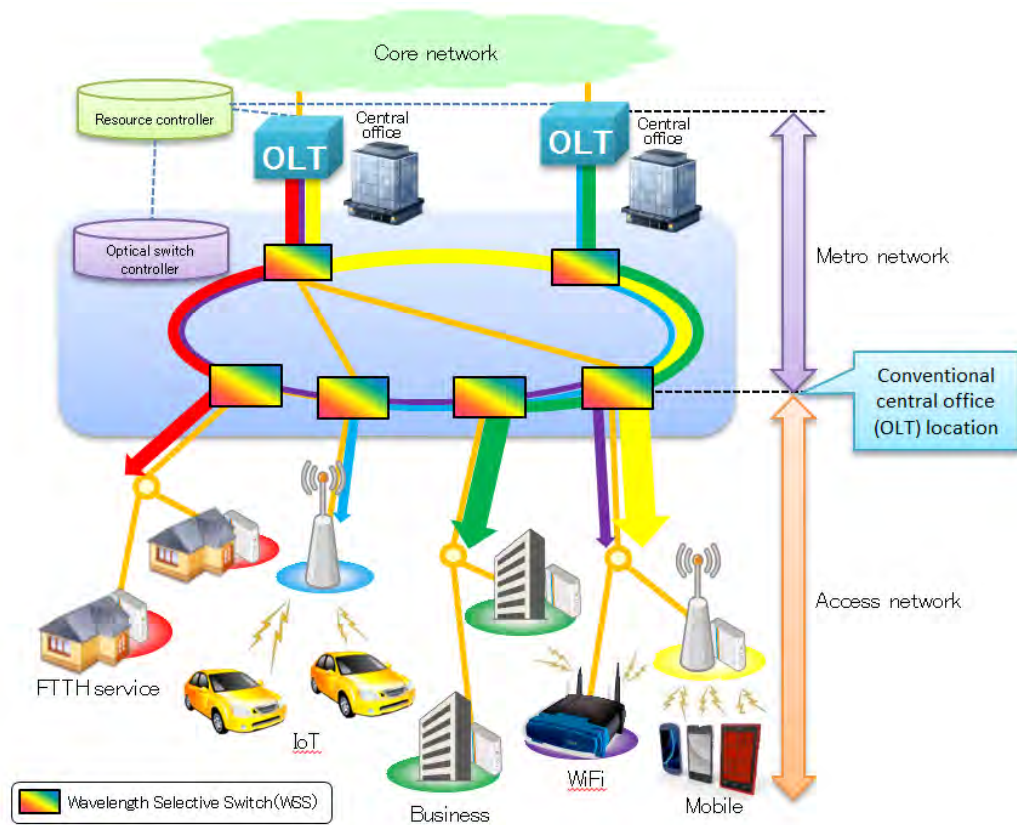 Core network
Resource controller
OLT
Central
office
OLT
Central
office
Optical switch
controller
Metro network
Conventional
central office
(OLT) location
Access network
FTTH service
IoT
Business
WiFi
Mobile
Wavelength Selective Switch(WSS)